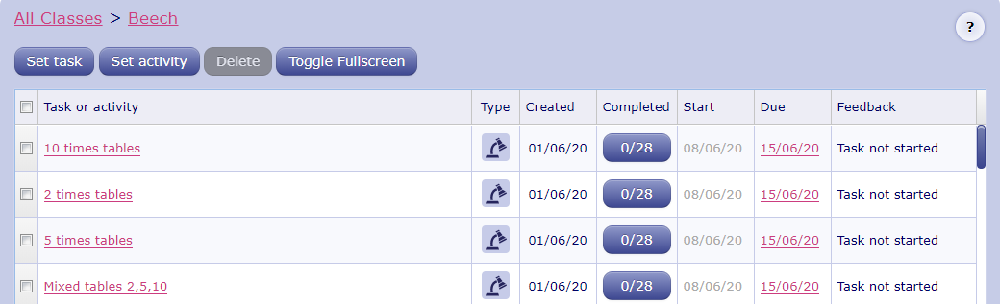 All Classes > Beech
?
Set task Set activity Delete Toggle Fullscreen
Task or activity Type Created Completed Start Due Feedback
10 times tables 01/06/20 0/28 08/06/20 15/06/20 Task not started
2 times tables 01/06/20 0/28 08/06/20 15/06/20 Task not started
5 times tables 01/06/20 0/28 08/06/20 15/06/20 Task not started
Mixed tables 2,5,10 01/06/20 0/28 08/06/20 15/06/20 Task not started